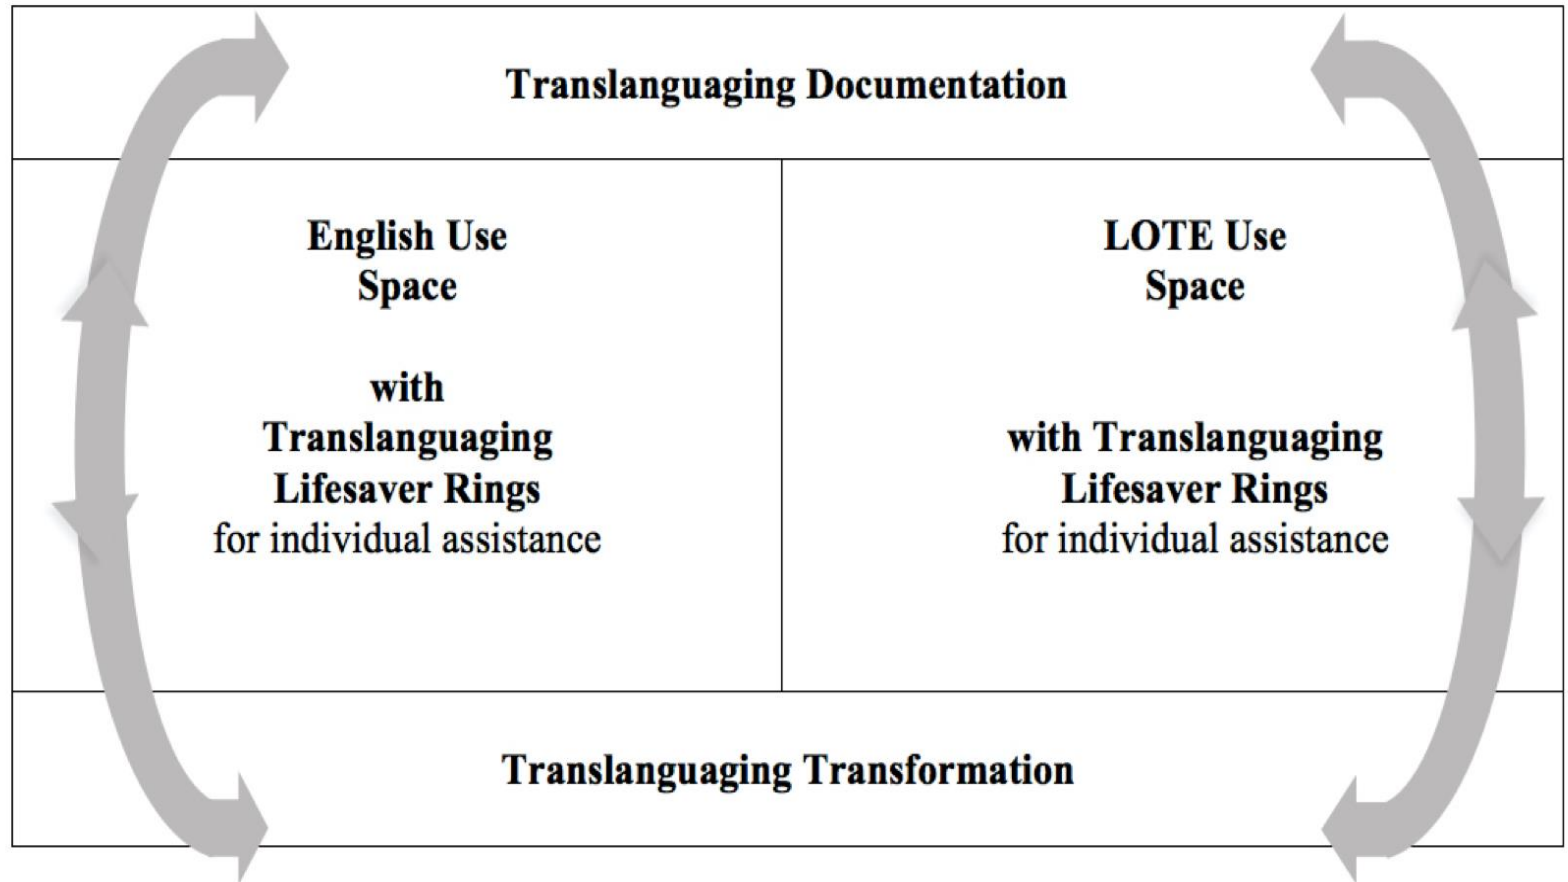 Translanguaging Documentation
English Use
Space
with
Translanguaging
Lifesaver Rings
for individual assistance
LOTE Use
Space
with Translanguaging
Lifesaver Rings
for individual assistance
Translanguaging Transformation